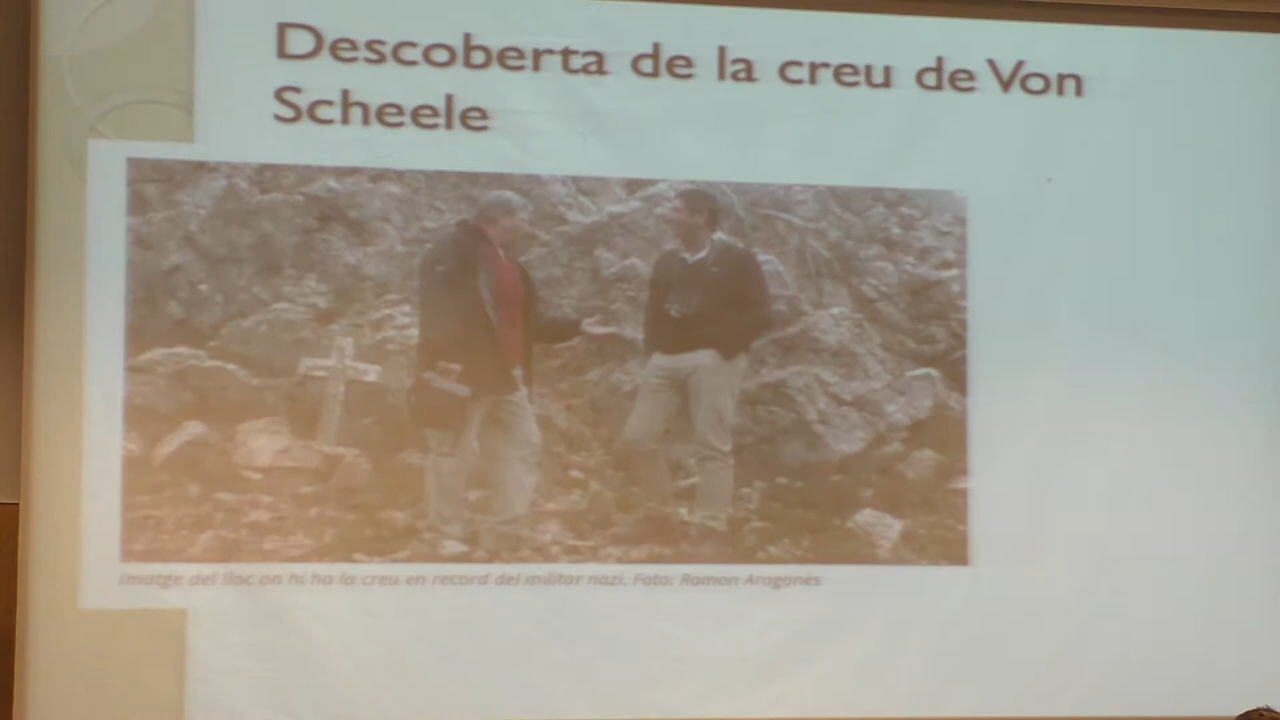 Descoberta de la creu de Von
Scheele
Imatge del lloc on hi ha la creu en record del militar nazi. Foto: Ramon Aragonès